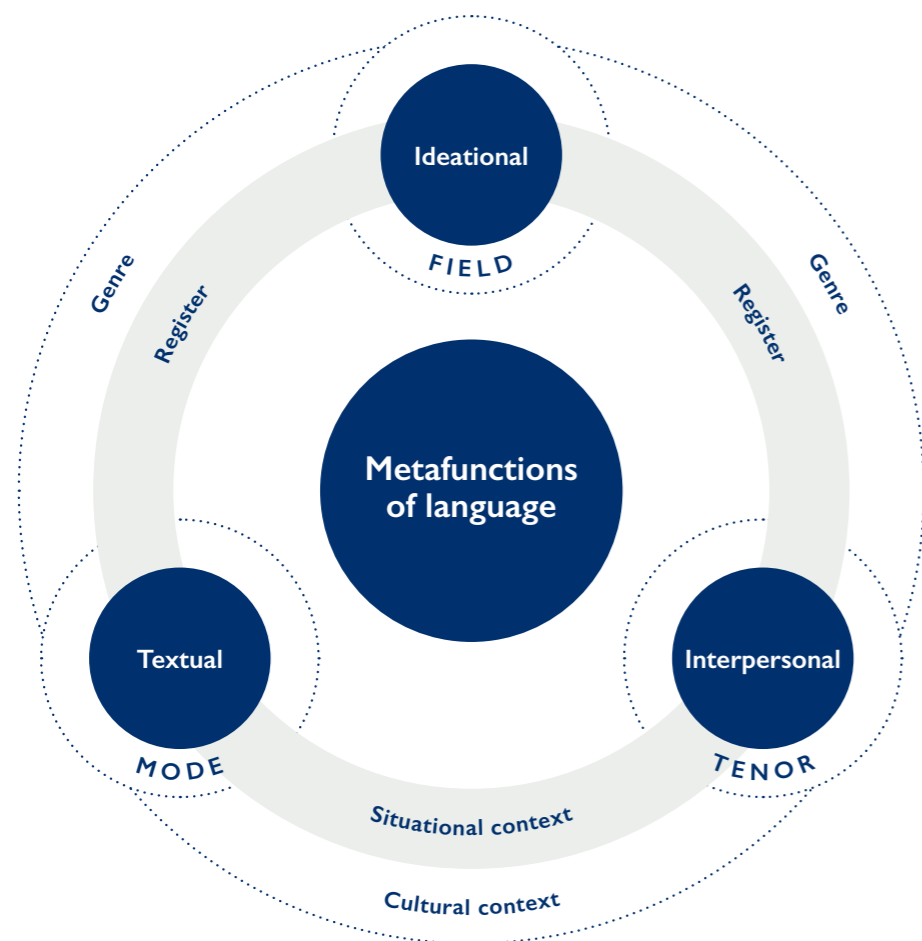 Ideational
FIELD
Genre
Genre
Register
Register
Metafunctions
of language
Textual
Interpersonal
MODE
TENOR
Situational context
Cultural context